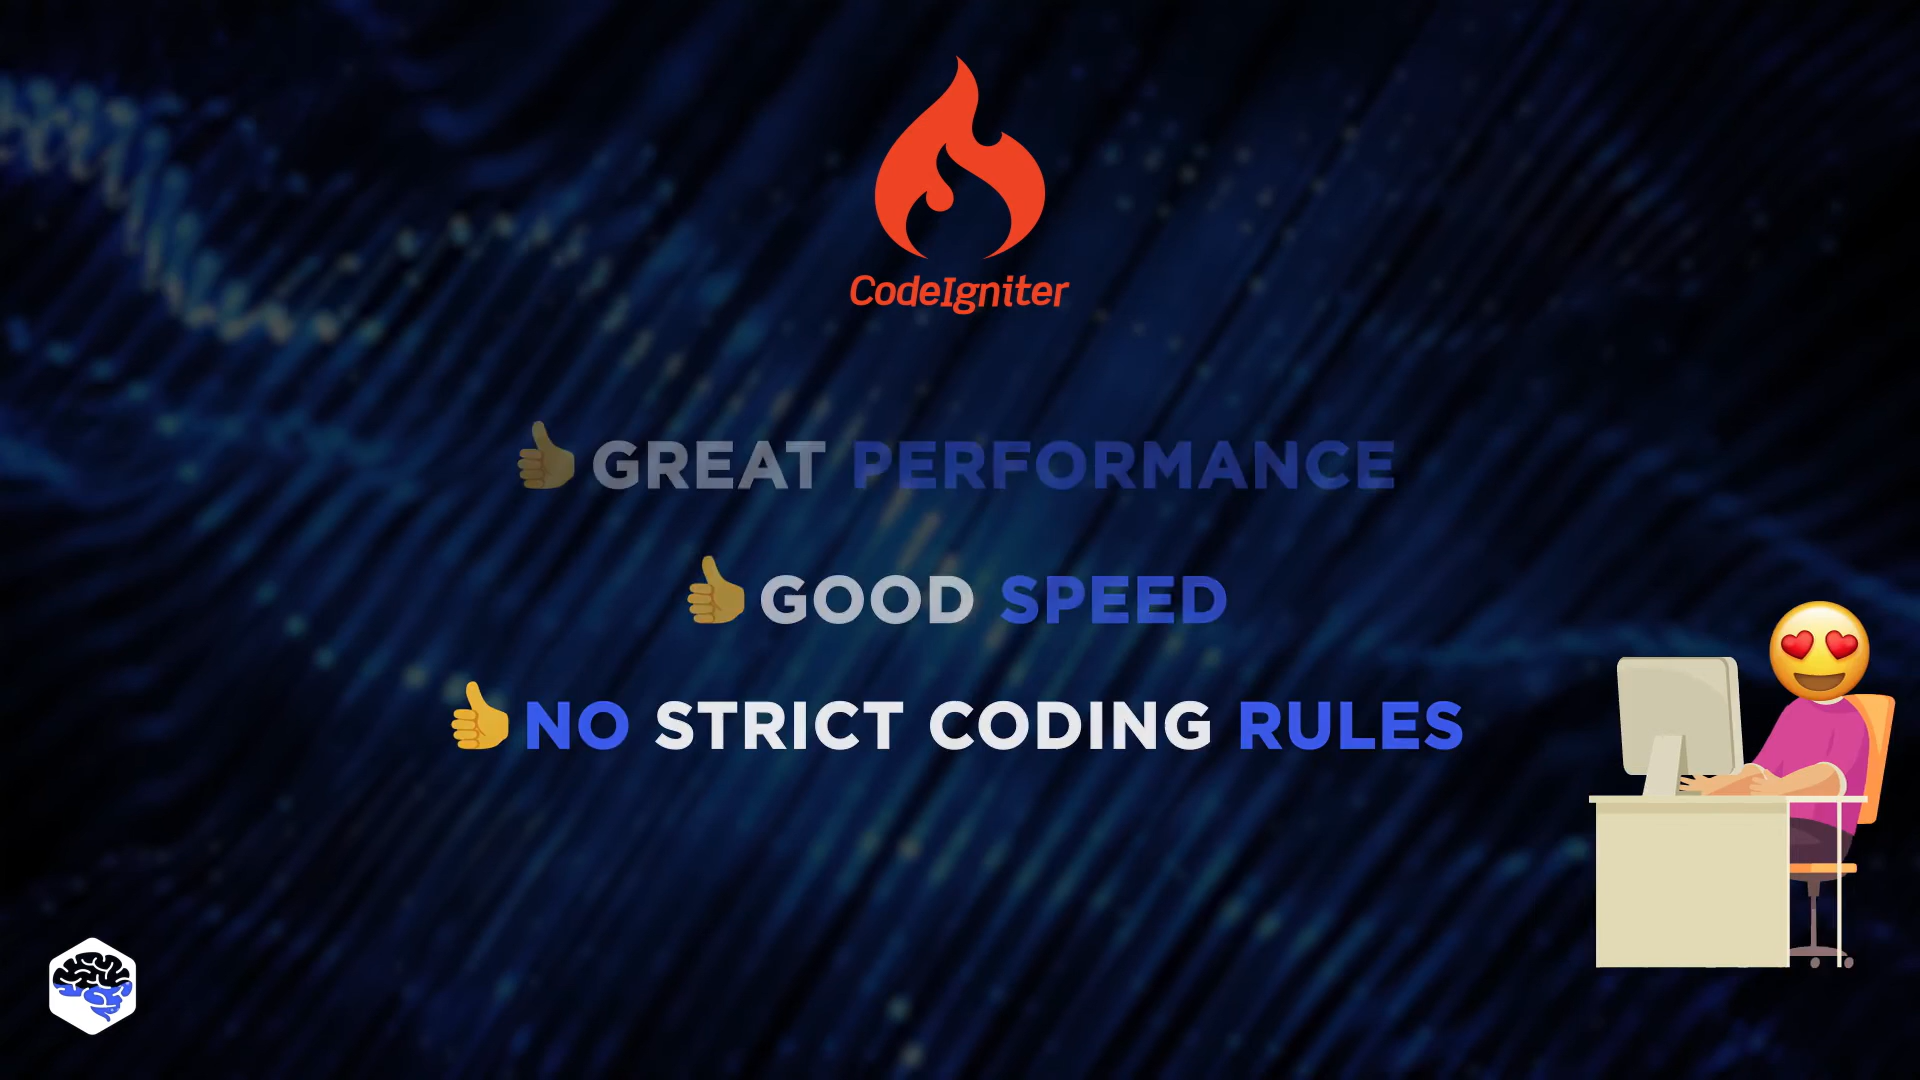 CodeIgniter
GREAT PERFORMANCE
GOOD SPEED
NO STRICT CODING RULES